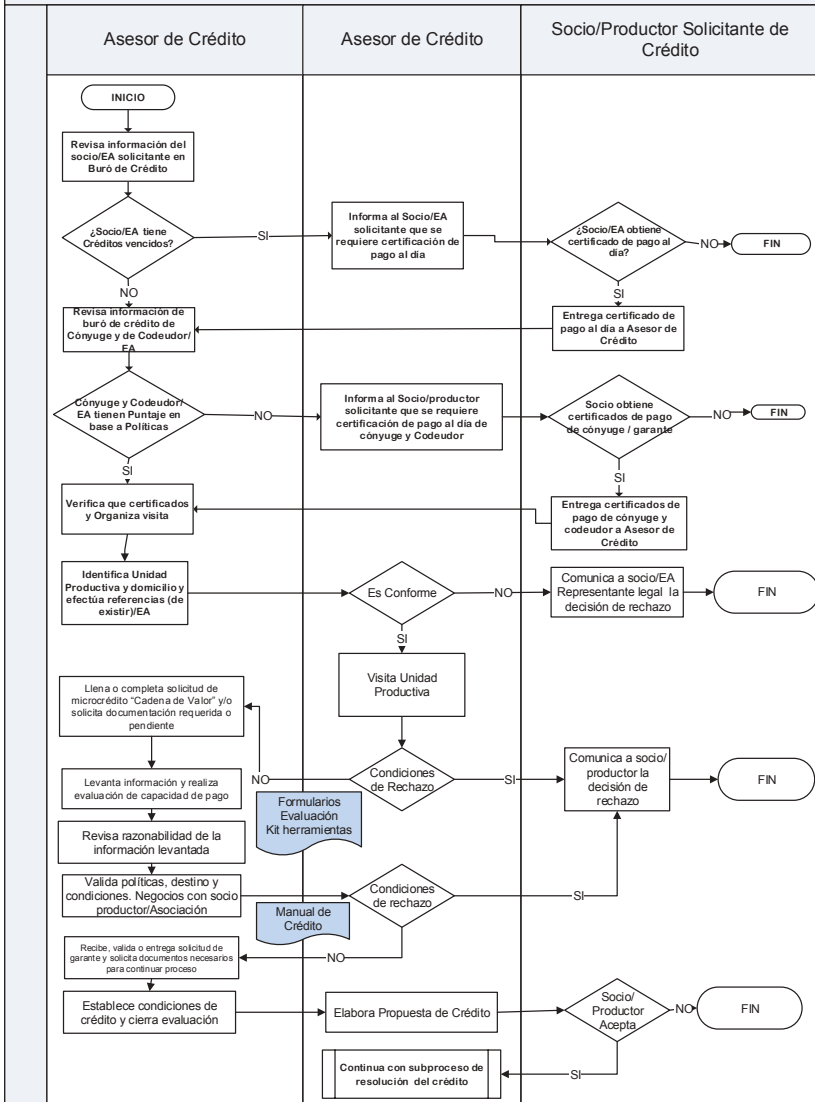 Asesor de Crédito
Asesor de Crédito
Socio/Productor Solicitante de
Crédito
INICIO
Revisa información del
socio/EA solicitante en
Buró de Crédito
¿Socio/EA tiene
Créditos vencidos?
SI
Informa al Socio/EA
solicitante que se
requiere certificación de
pago al día
¿Socio/EA obtiene
certificado de pago al
día?
NO
FIN
NO
SI
Revisa información de
buró de crédito de
Cónyuge y de Codeudor/
EA
Entrega certificado de
pago al día a Asesor de
Crédito
Cónyuge y Codeudor/
EA tienen Puntaje en
base a Políticas
NO
Informa al Socio/productor
solicitante que se requiere
certificación de pago al día de
cónyuge y Codeudor
Socio obtiene
certificados de pago
de cónyuge / garante
NO
FIN
SI
SI
Verifica que certificados
y Organiza visita
Entrega certificados de
pago de cónyuge y
codeudor a Asesor de
Crédito
Identifica Unidad
Productiva y domicilio y
efectúa referencias (de
existir)/EA
Es Conforme
NO
Comunica a socio/EA
Representante legal la
decisión de rechazo
FIN
SI
Visita Unidad
Productiva
Llena o completa solicitud de
microcrédito “Cadena de Valor” y/o
solicita documentación requerida o
pendiente
NO
Condiciones
de Rechazo
SI
Comunica a socio/
productor la
decisión de
rechazo
FIN
Levanta información y realiza
evaluación de capacidad de pago
Formularios
Evaluación
Kit herramientas
Revisa razonabilidad de la
información levantada
Valida políticas, destino y
condiciones. Negocios con socio
productor/Asociación
Condiciones
de rechazo
SI
Manual de
Crédito
NO
Recibe, valida o entrega solicitud de
garante y solicita documentos necesarios
para continuar proceso
Establece condiciones de
crédito y cierra evaluación
Elabora Propuesta de Crédito
Socio/
Productor
Acepta
NO
FIN
SI
Continua con subproceso de
resolución del crédito